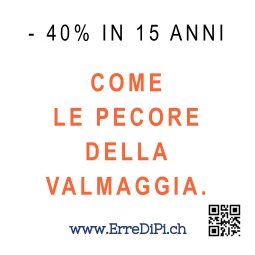 - 40% IN 15 ANNI
COME
LE PECORE
DELLA
VALMAGGIA.
www.ErreDiPi.ch